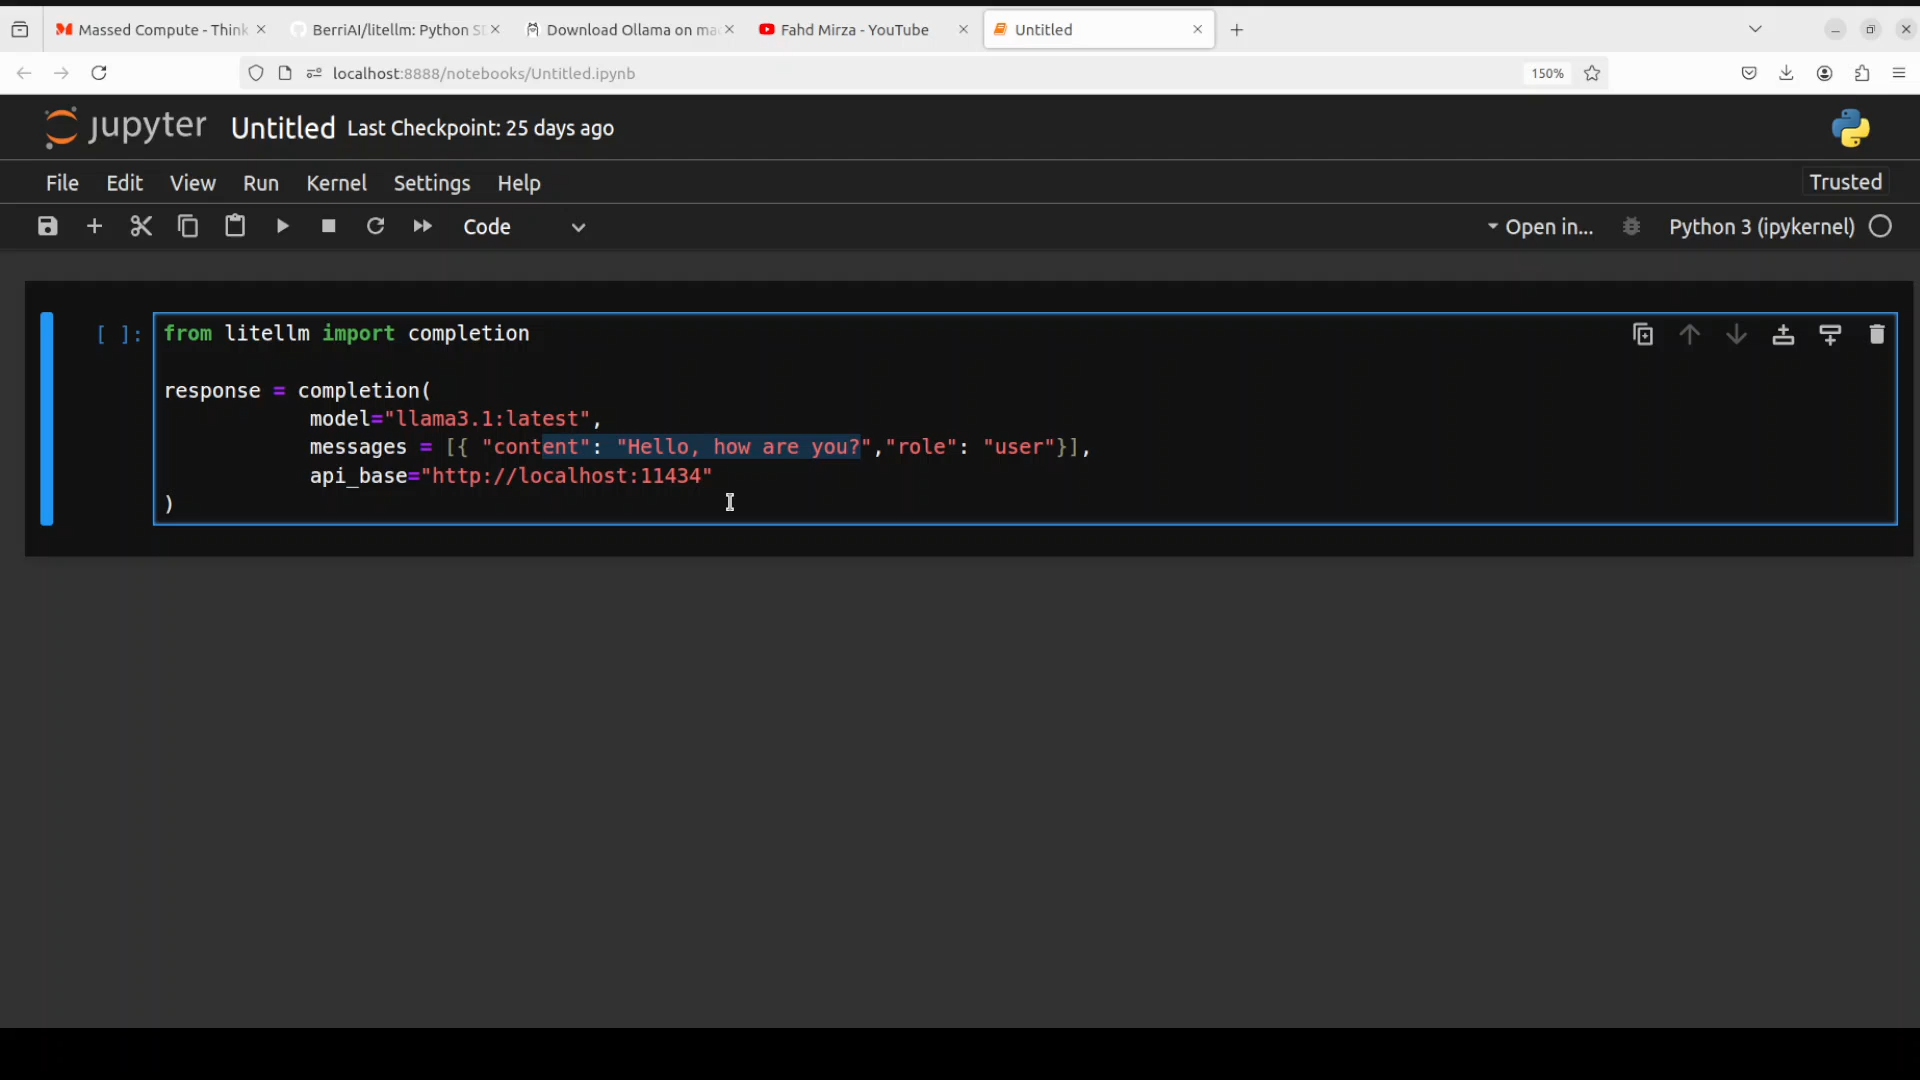 Massed Compute - Think
BerriAI/litellm: Python S
Download Ollama on ma
Fahd Mirza - YouTube
Untitled
localhost:8888/notebooks/Untitled.ipynb
150%
jupyter
Untitled
Last Checkpoint: 25 days ago
File
Edit
View
Run
Kernel
Settings
Help
Trusted
Code
Open in...
Python 3 (ipykernel)
[ ]:
from litellm import completion
response = completion(
model="llama3.1:latest",
messages = [{ "content": "Hello, how are you?","role": "user"}],
api_base="http://localhost:11434"
)